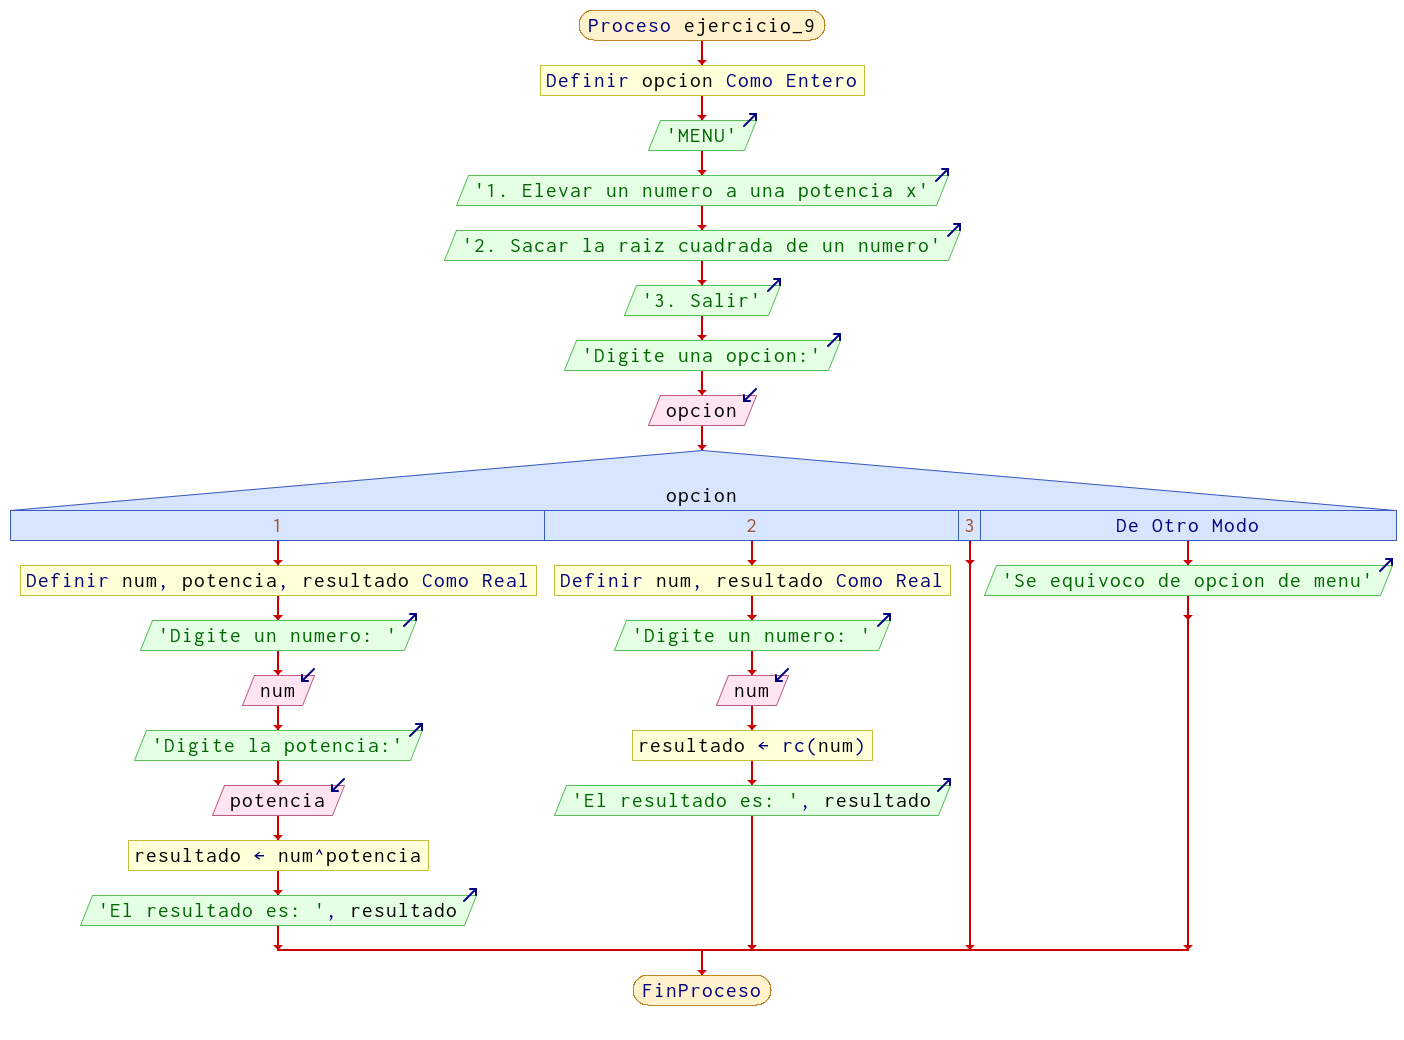 Proceso ejercicio_9
Definir opcion Como Entero
'MENU'
'1. Elevar un numero a una potencia x'
'2. Sacar la raiz cuadrada de un numero'
'3. Salir'
'Digite una opcion:'
opcion
opcion
1
2
3
De Otro Modo
Definir num, potencia, resultado Como Real
'Digite un numero: '
num
'Digite la potencia:'
potencia
resultado ← num^potencia
'El resultado es: ', resultado
Definir num, resultado Como Real
'Digite un numero: '
num
resultado ← rc(num)
'El resultado es: ', resultado
'Se equivoco de opcion de menu'
FinProceso